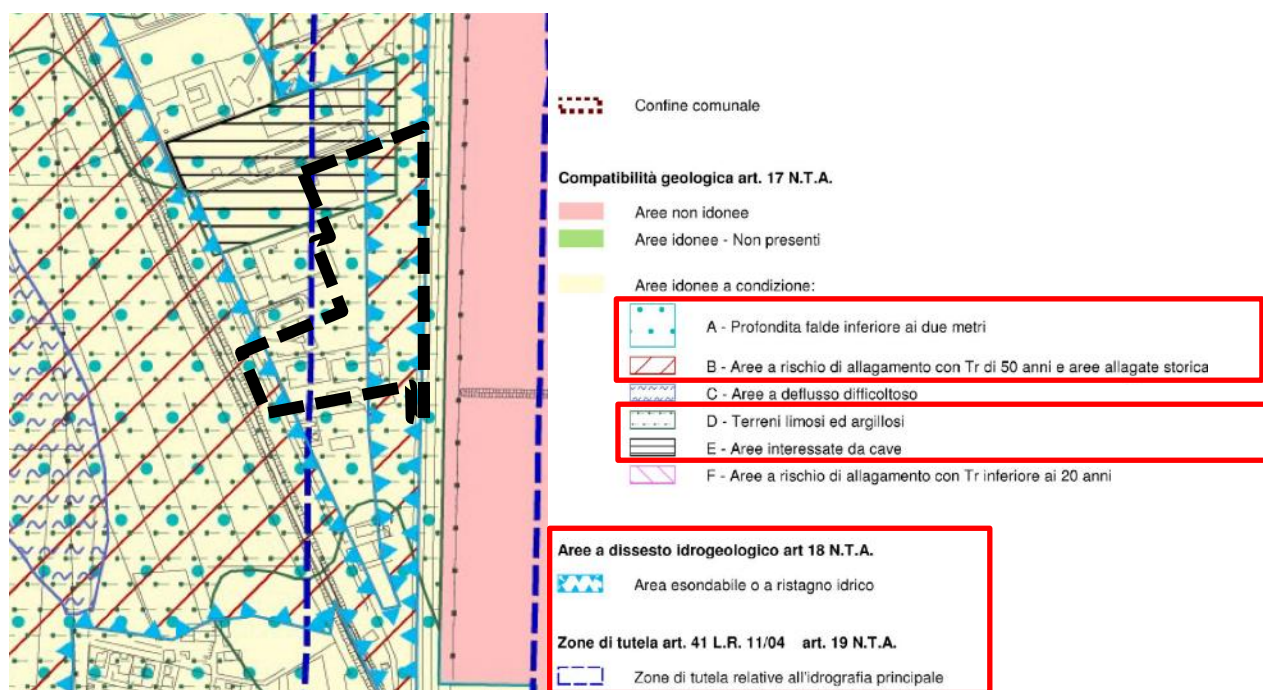 Confine comunale
Compatibilità geologica art. 17 N.T.A.
Aree non idonee
Aree idonee - Non presenti
Aree idonee a condizione:
A - Profondita falde inferiore ai due metri
B - Aree a rischio di allagamento con Tr di 50 anni e aree allagate storica
C - Aree a deflusso difficoltoso
D - Terreni limosi ed argillosi
E - Aree interessate da cave
F - Aree a rischio di allagamento con Tr inferiore ai 20 anni
Aree a dissesto idrogeologico art 18 N.T.A.
Area esondabile o a ristagno idrico
Zone di tutela art. 41 L.R. 11/04 art. 19 N.T.A.
Zone di tutela relative all'idrografia principale